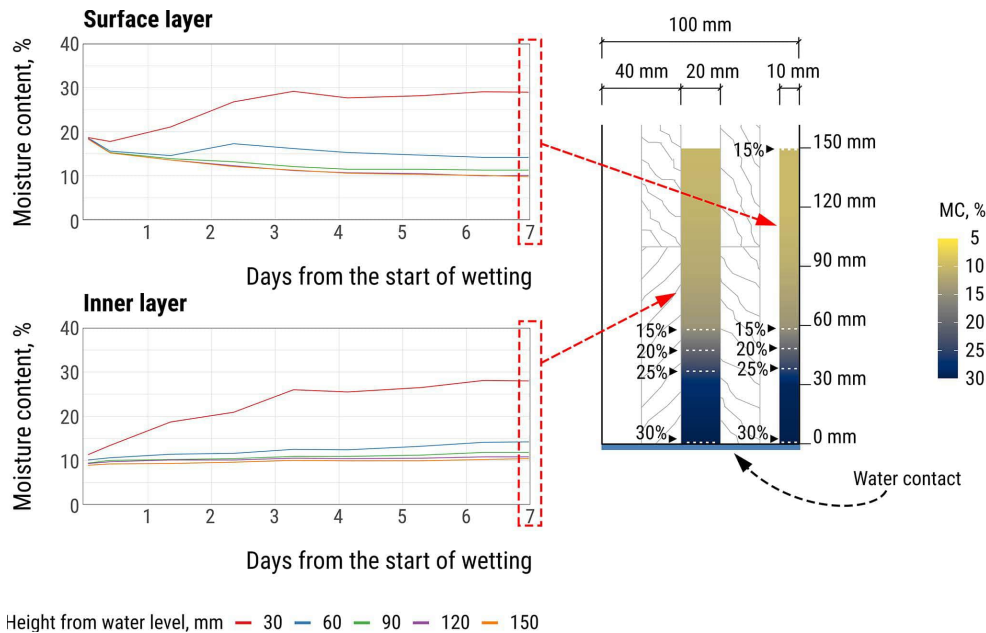 Surface layer
Moisture content, %
40
30
20
10
0
1 2 3 4 5 6 7
Days from the start of wetting
Inner layer
Moisture content, %
40
30
20
10
0
1 2 3 4 5 6 7
Days from the start of wetting
Height from water level, mm 30 60 90 120 150
100 mm
40 mm 20 mm 10 mm
15% 150 mm
120 mm
90 mm
15% 15% 60 mm
20% 20%
25% 25%
30 mm
30% 30% 0 mm
Water contact
MC, %
5
10
15
20
25
30